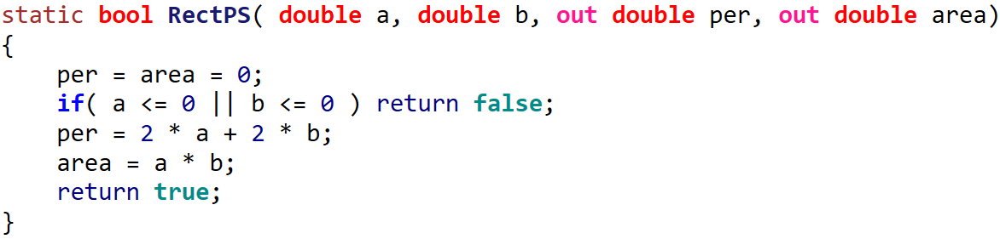 static bool RectPS( double a, double b, out double per, out double area)
{
per = area = 0;
if( a <= 0 || b <= 0 ) return false;
per = 2 * a + 2 * b;
area = a * b;
return true;
}